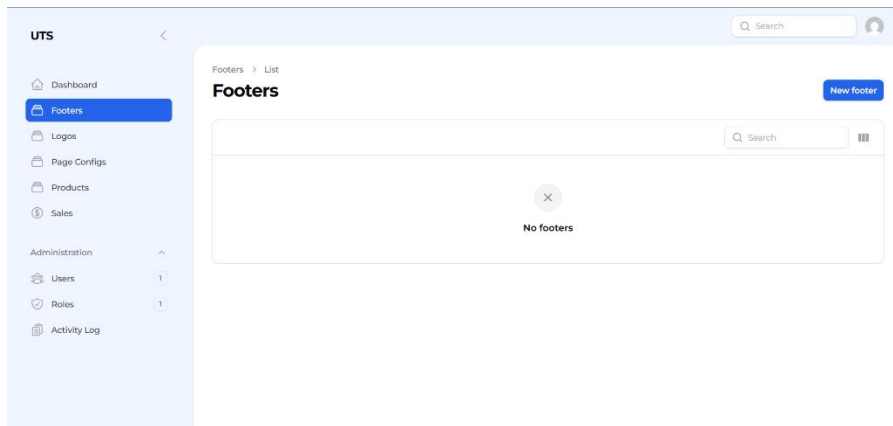 UTS
Search
Dashboard
Footers
Logos
Page Configs
Products
Sales
Administration
Users 1
Roles 1
Activity Log
Footers > List
Footers
New footer
Search
No footers